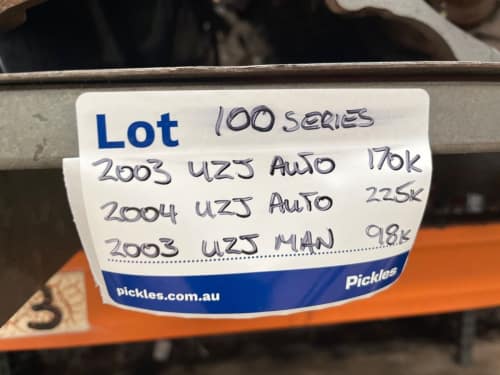 Lot 100 SERIES
2003 UZJ AUTO 170K
2004 UZJ AUTO 225K
2003 UZJ MAN 98K
pickles.com.au Pickles
3